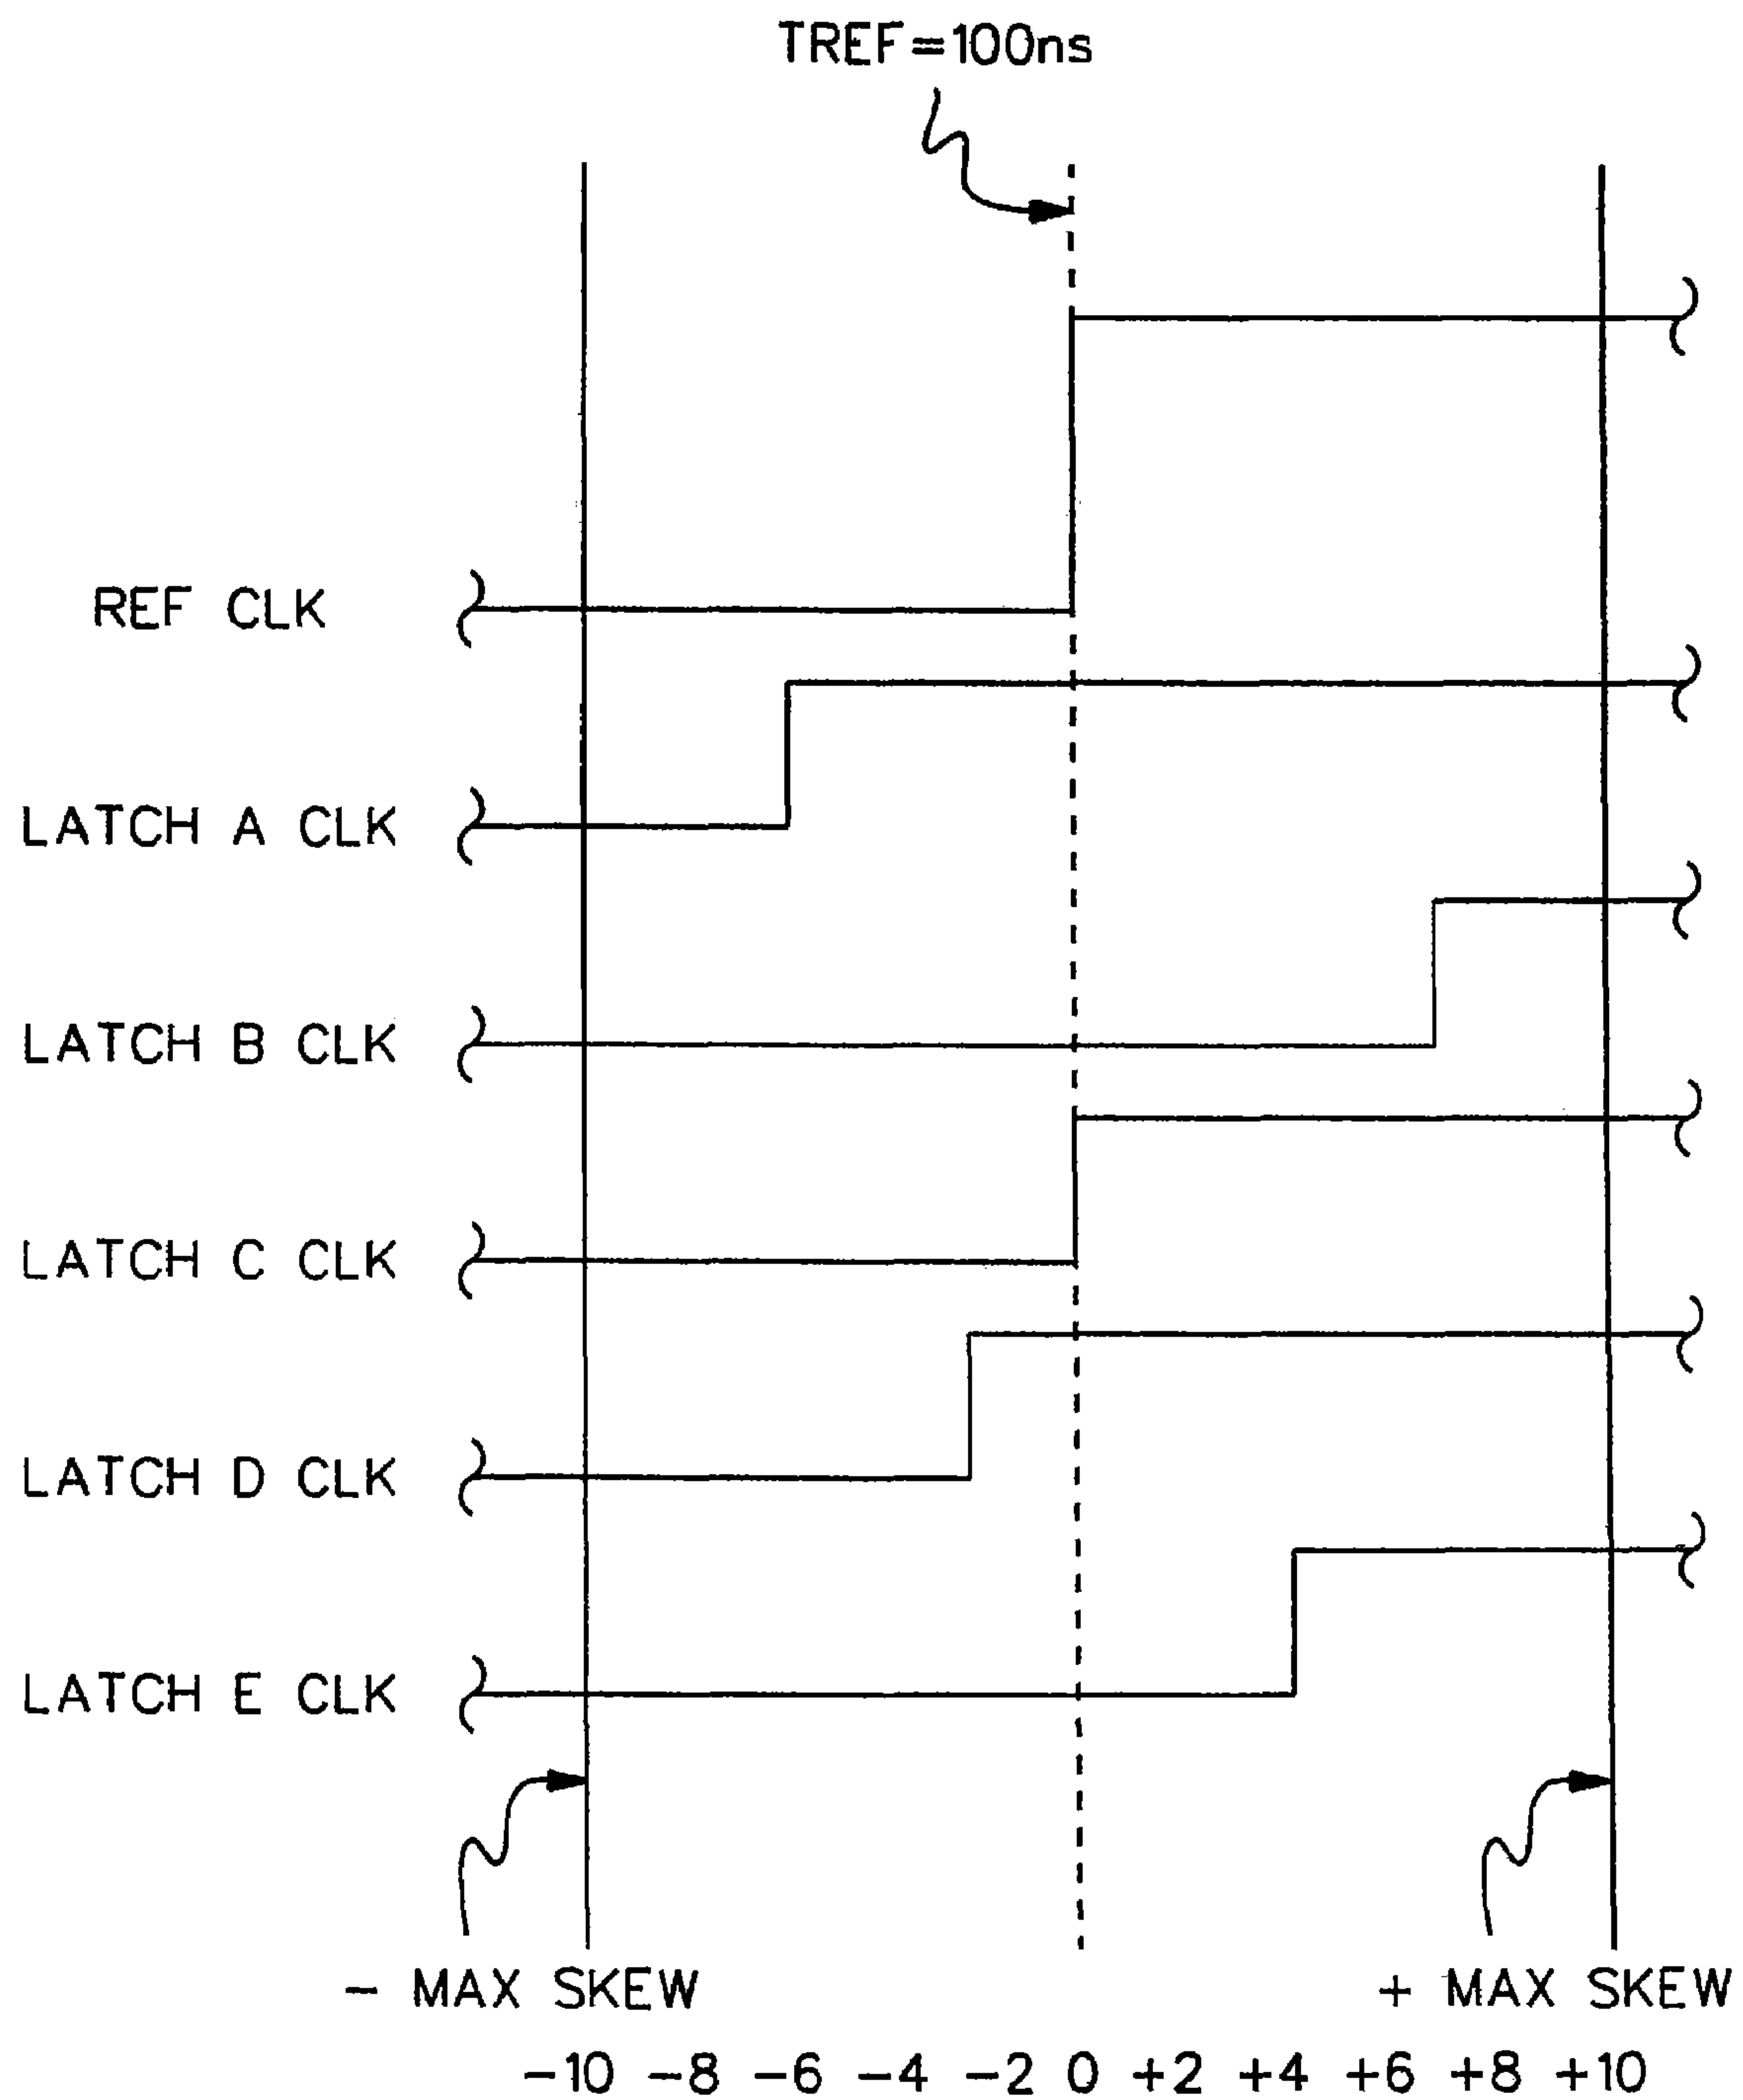 TREF=100ns
REF CLK
LATCH A CLK
LATCH B CLK
LATCH C CLK
LATCH D CLK
LATCH E CLK
- MAX SKEW + MAX SKEW
-10 -8 -6 -4 -2 0 +2 +4 +6 +8 +10